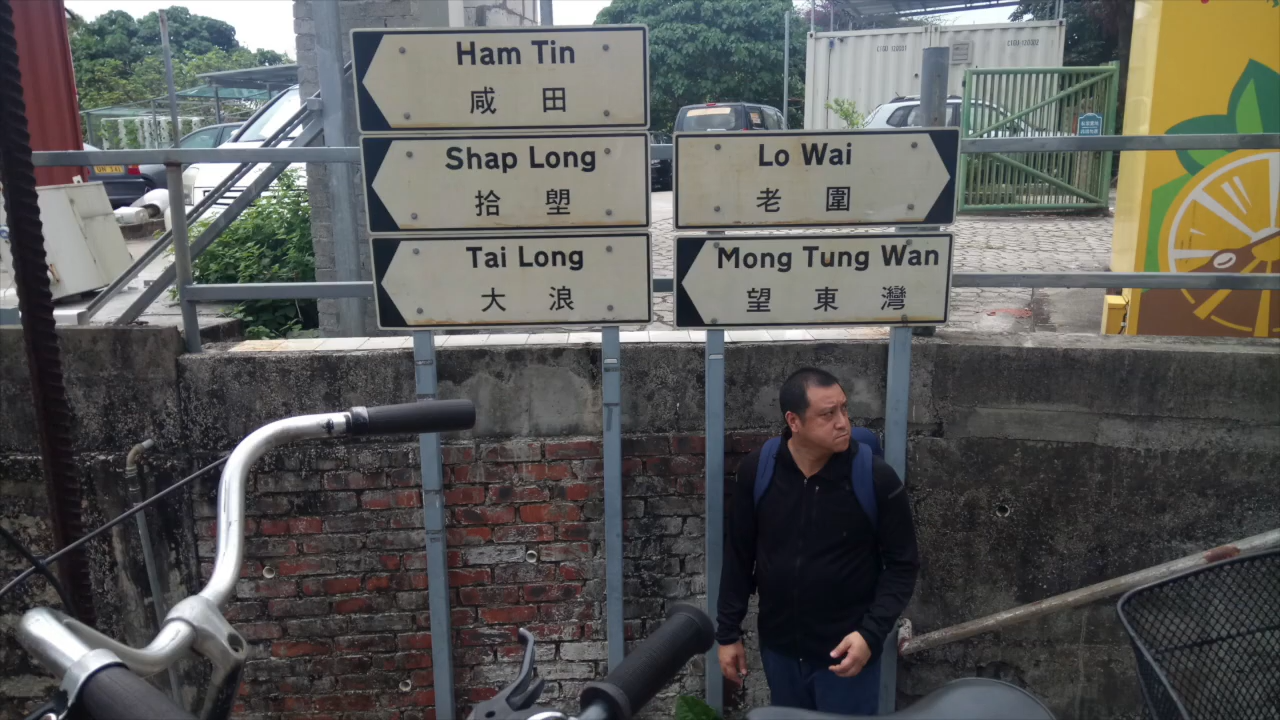 Ham Tin
咸 田
Shap Long
拾 塱
Tai Long
大 浪
Lo Wai
老 圍
Mong Tung Wan
望 東 灣